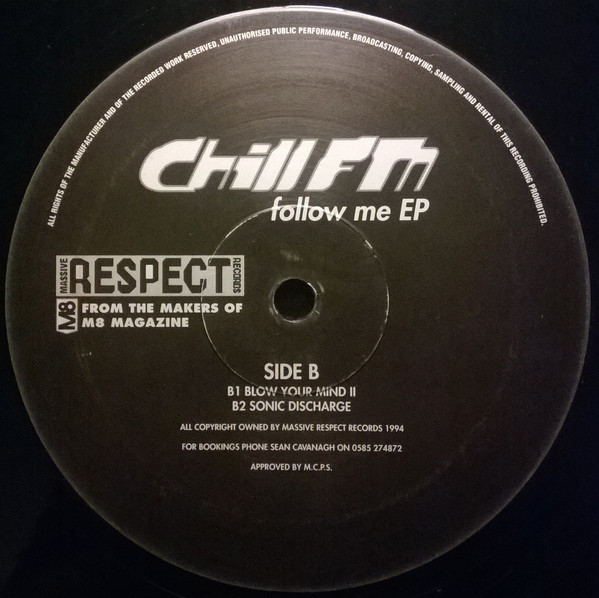 ALL RIGHTS OF THE MANUFACTURER AND OF THE RECORDED WORK RESERVED, UNAUTHORISED PUBLIC PERFORMANCE, BROADCASTING, COPYING, SAMPLING AND RENTAL OF THIS RECORDING PROHIBITED.
Chill FM
follow me EP
MASSIVE RESPECT RECORDS
M8 FROM THE MAKERS OF
M8 MAGAZINE
SIDE B
B1 BLOW YOUR MIND II
B2 SONIC DISCHARGE
ALL COPYRIGHT OWNED BY MASSIVE RESPECT RECORDS 1994
FOR BOOKINGS PHONE SEAN CAVANAGH ON 0585 274872
APPROVED BY M.C.P.S.